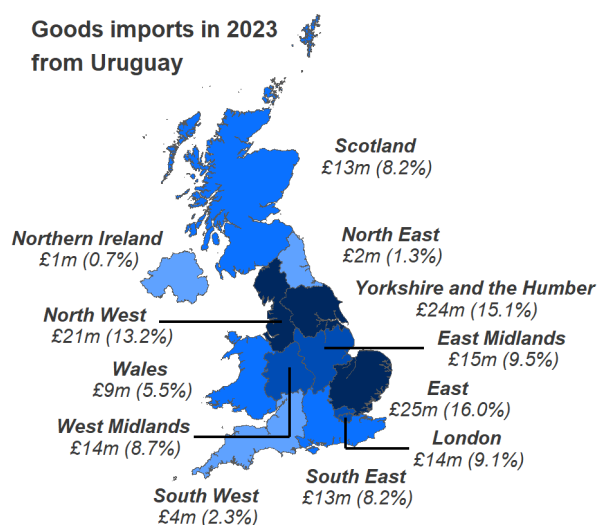 Goods imports in 2023
from Uruguay
Scotland
£13m (8.2%)
Northern Ireland
£1m (0.7%)
North East
£2m (1.3%)
Yorkshire and the Humber
£24m (15.1%)
North West
£21m (13.2%)
East Midlands
£15m (9.5%)
Wales
£9m (5.5%)
East
£25m (16.0%)
West Midlands
£14m (8.7%)
London
£14m (9.1%)
South East
£13m (8.2%)
South West
£4m (2.3%)